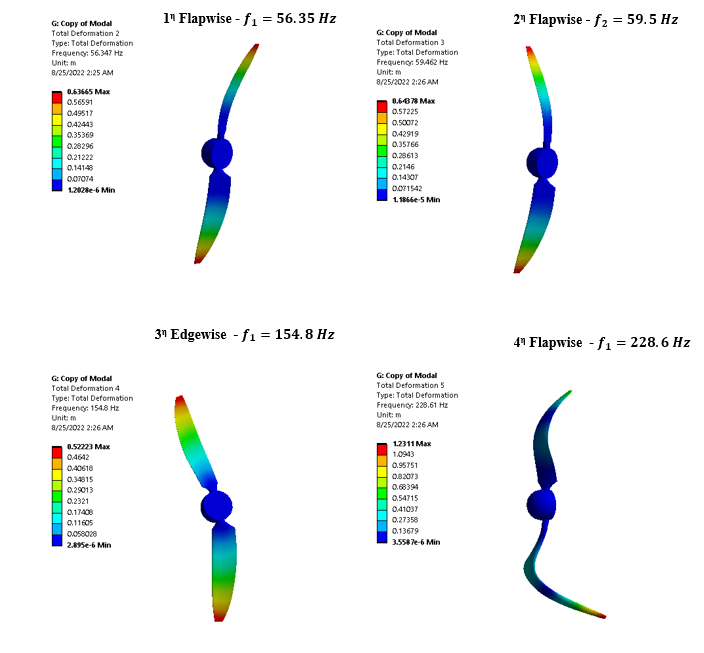 1ⁿ Flapwise - f₁ = 56.35 Hz
G: Copy of Modal
Total Deformation 2
Type: Total Deformation
Frequency: 56.347 Hz
Unit: m
8/25/2022 2:25 AM
0.63665 Max
0.56591
0.49517
0.42443
0.35369
0.28296
0.21222
0.14148
0.07074
1.2028e-6 Min
2ⁿ Flapwise - f₂ = 59.5 Hz
G: Copy of Modal
Total Deformation 3
Type: Total Deformation
Frequency: 59.462 Hz
Unit: m
8/25/2022 2:26 AM
0.64378 Max
0.57225
0.50072
0.42919
0.35766
0.28613
0.2146
0.14307
0.071542
1.1866e-5 Min
3ⁿ Edgewise - f₁ = 154.8 Hz
G: Copy of Modal
Total Deformation 4
Type: Total Deformation
Frequency: 154.8 Hz
Unit: m
8/25/2022 2:26 AM
0.52223 Max
0.4642
0.40618
0.34815
0.29013
0.2321
0.17408
0.11605
0.058028
2.895e-6 Min
4ⁿ Flapwise - f₁ = 228.6 Hz
G: Copy of Modal
Total Deformation 5
Type: Total Deformation
Frequency: 228.61 Hz
Unit: m
8/25/2022 2:26 AM
1.2311 Max
1.0943
0.95751
0.82073
0.68394
0.54715
0.41037
0.27358
0.13679
3.5587e-6 Min